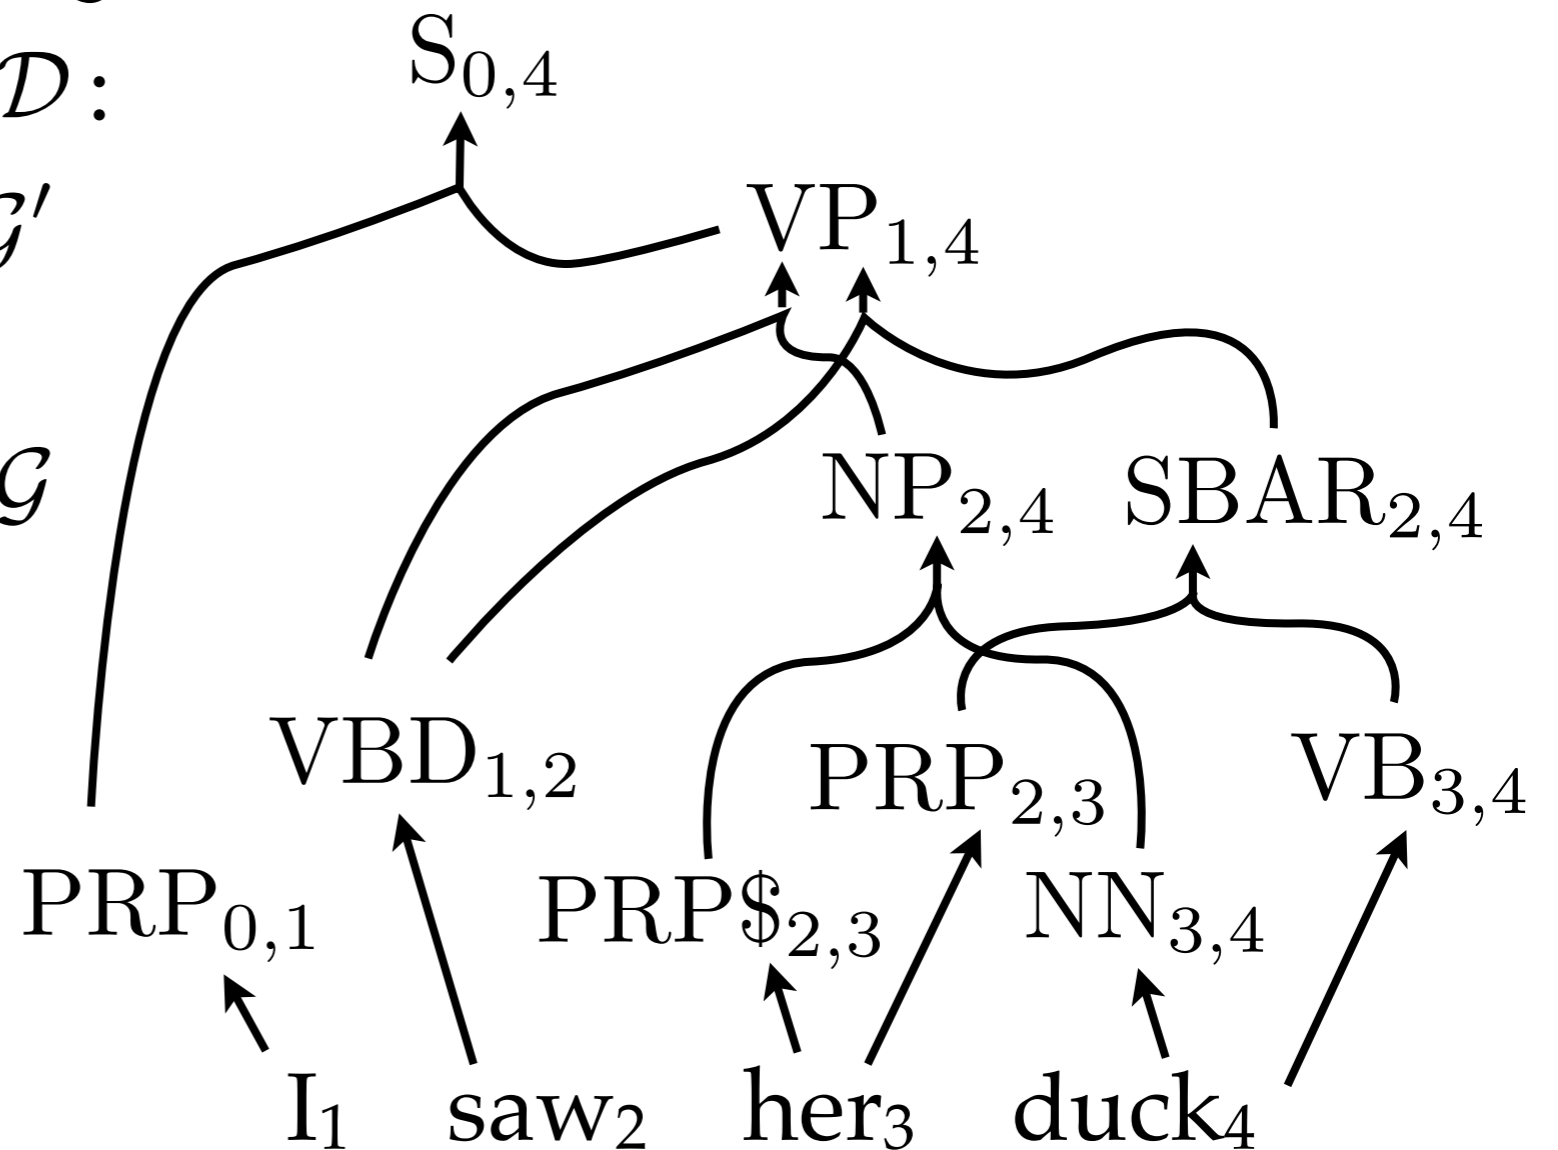 S₀,₄
𝒟:
𝒢′
VP₁,₄
𝒢
NP₂,₄ SBAR₂,₄
VBD₁,₂ PRP₂,₃ VB₃,₄
PRP₀,₁ PRP$₂,₃ NN₃,₄
I₁ saw₂ her₃ duck₄